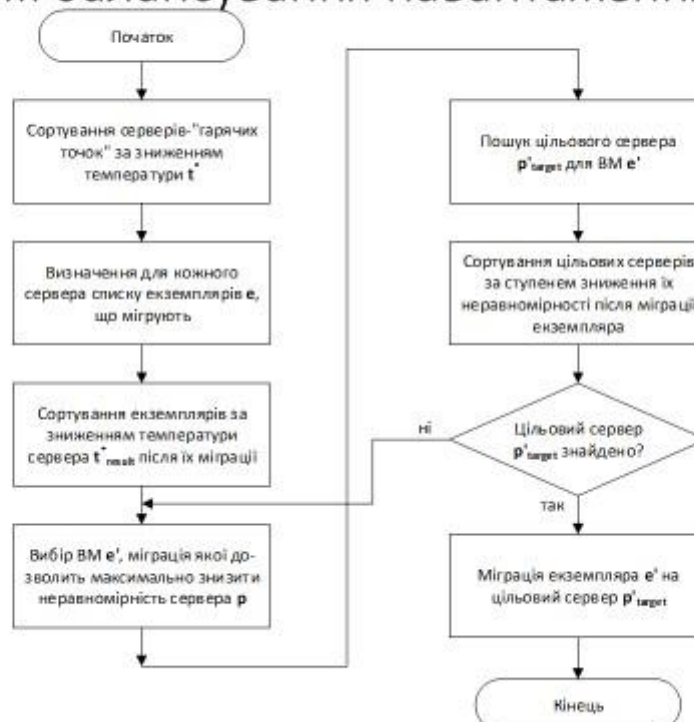 балансування навантаження
Початок
Сортування серверів-"гарячих
точок" за зниженням
температури t*
Визначення для кожного
сервера списку екземплярів e,
що мігрують
Сортування екземплярів за
зниженням температури
сервера t*result після їх міграції
Вибір ВМ e', міграція якої до-
зволить максимально знизити
неравномірність сервера p
Пошук цільового сервера
p'target для ВМ e'
Сортування цільових серверів
за ступенем зниження їх
неравномірності після міграції
екземпляра
ні
Цільовий сервер
p'target знайдено?
так
Міграція екземпляра e' на
цільовий сервер p'target
Кінець